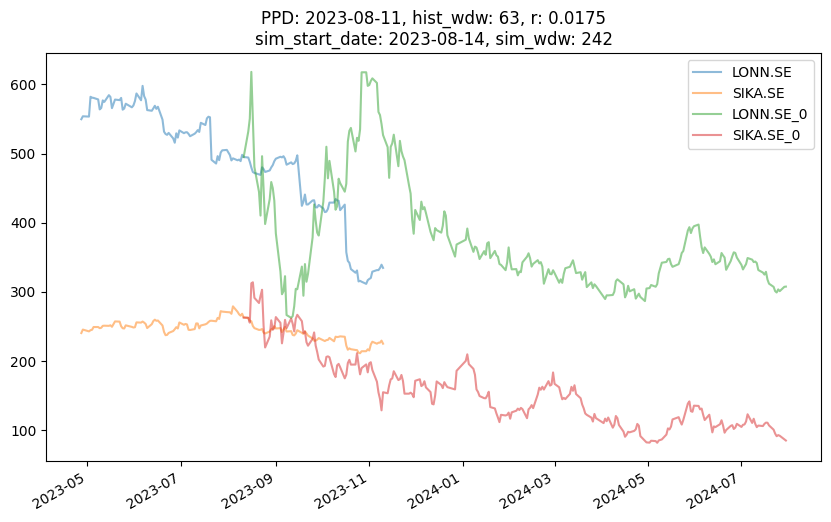 PPD: 2023-08-11, hist_wdw: 63, r: 0.0175
sim_start_date: 2023-08-14, sim_wdw: 242
LONN.SE
SIKA.SE
LONN.SE_0
SIKA.SE_0
600
500
400
300
200
100
2023-05
2023-07
2023-09
2023-11
2024-01
2024-03
2024-05
2024-07